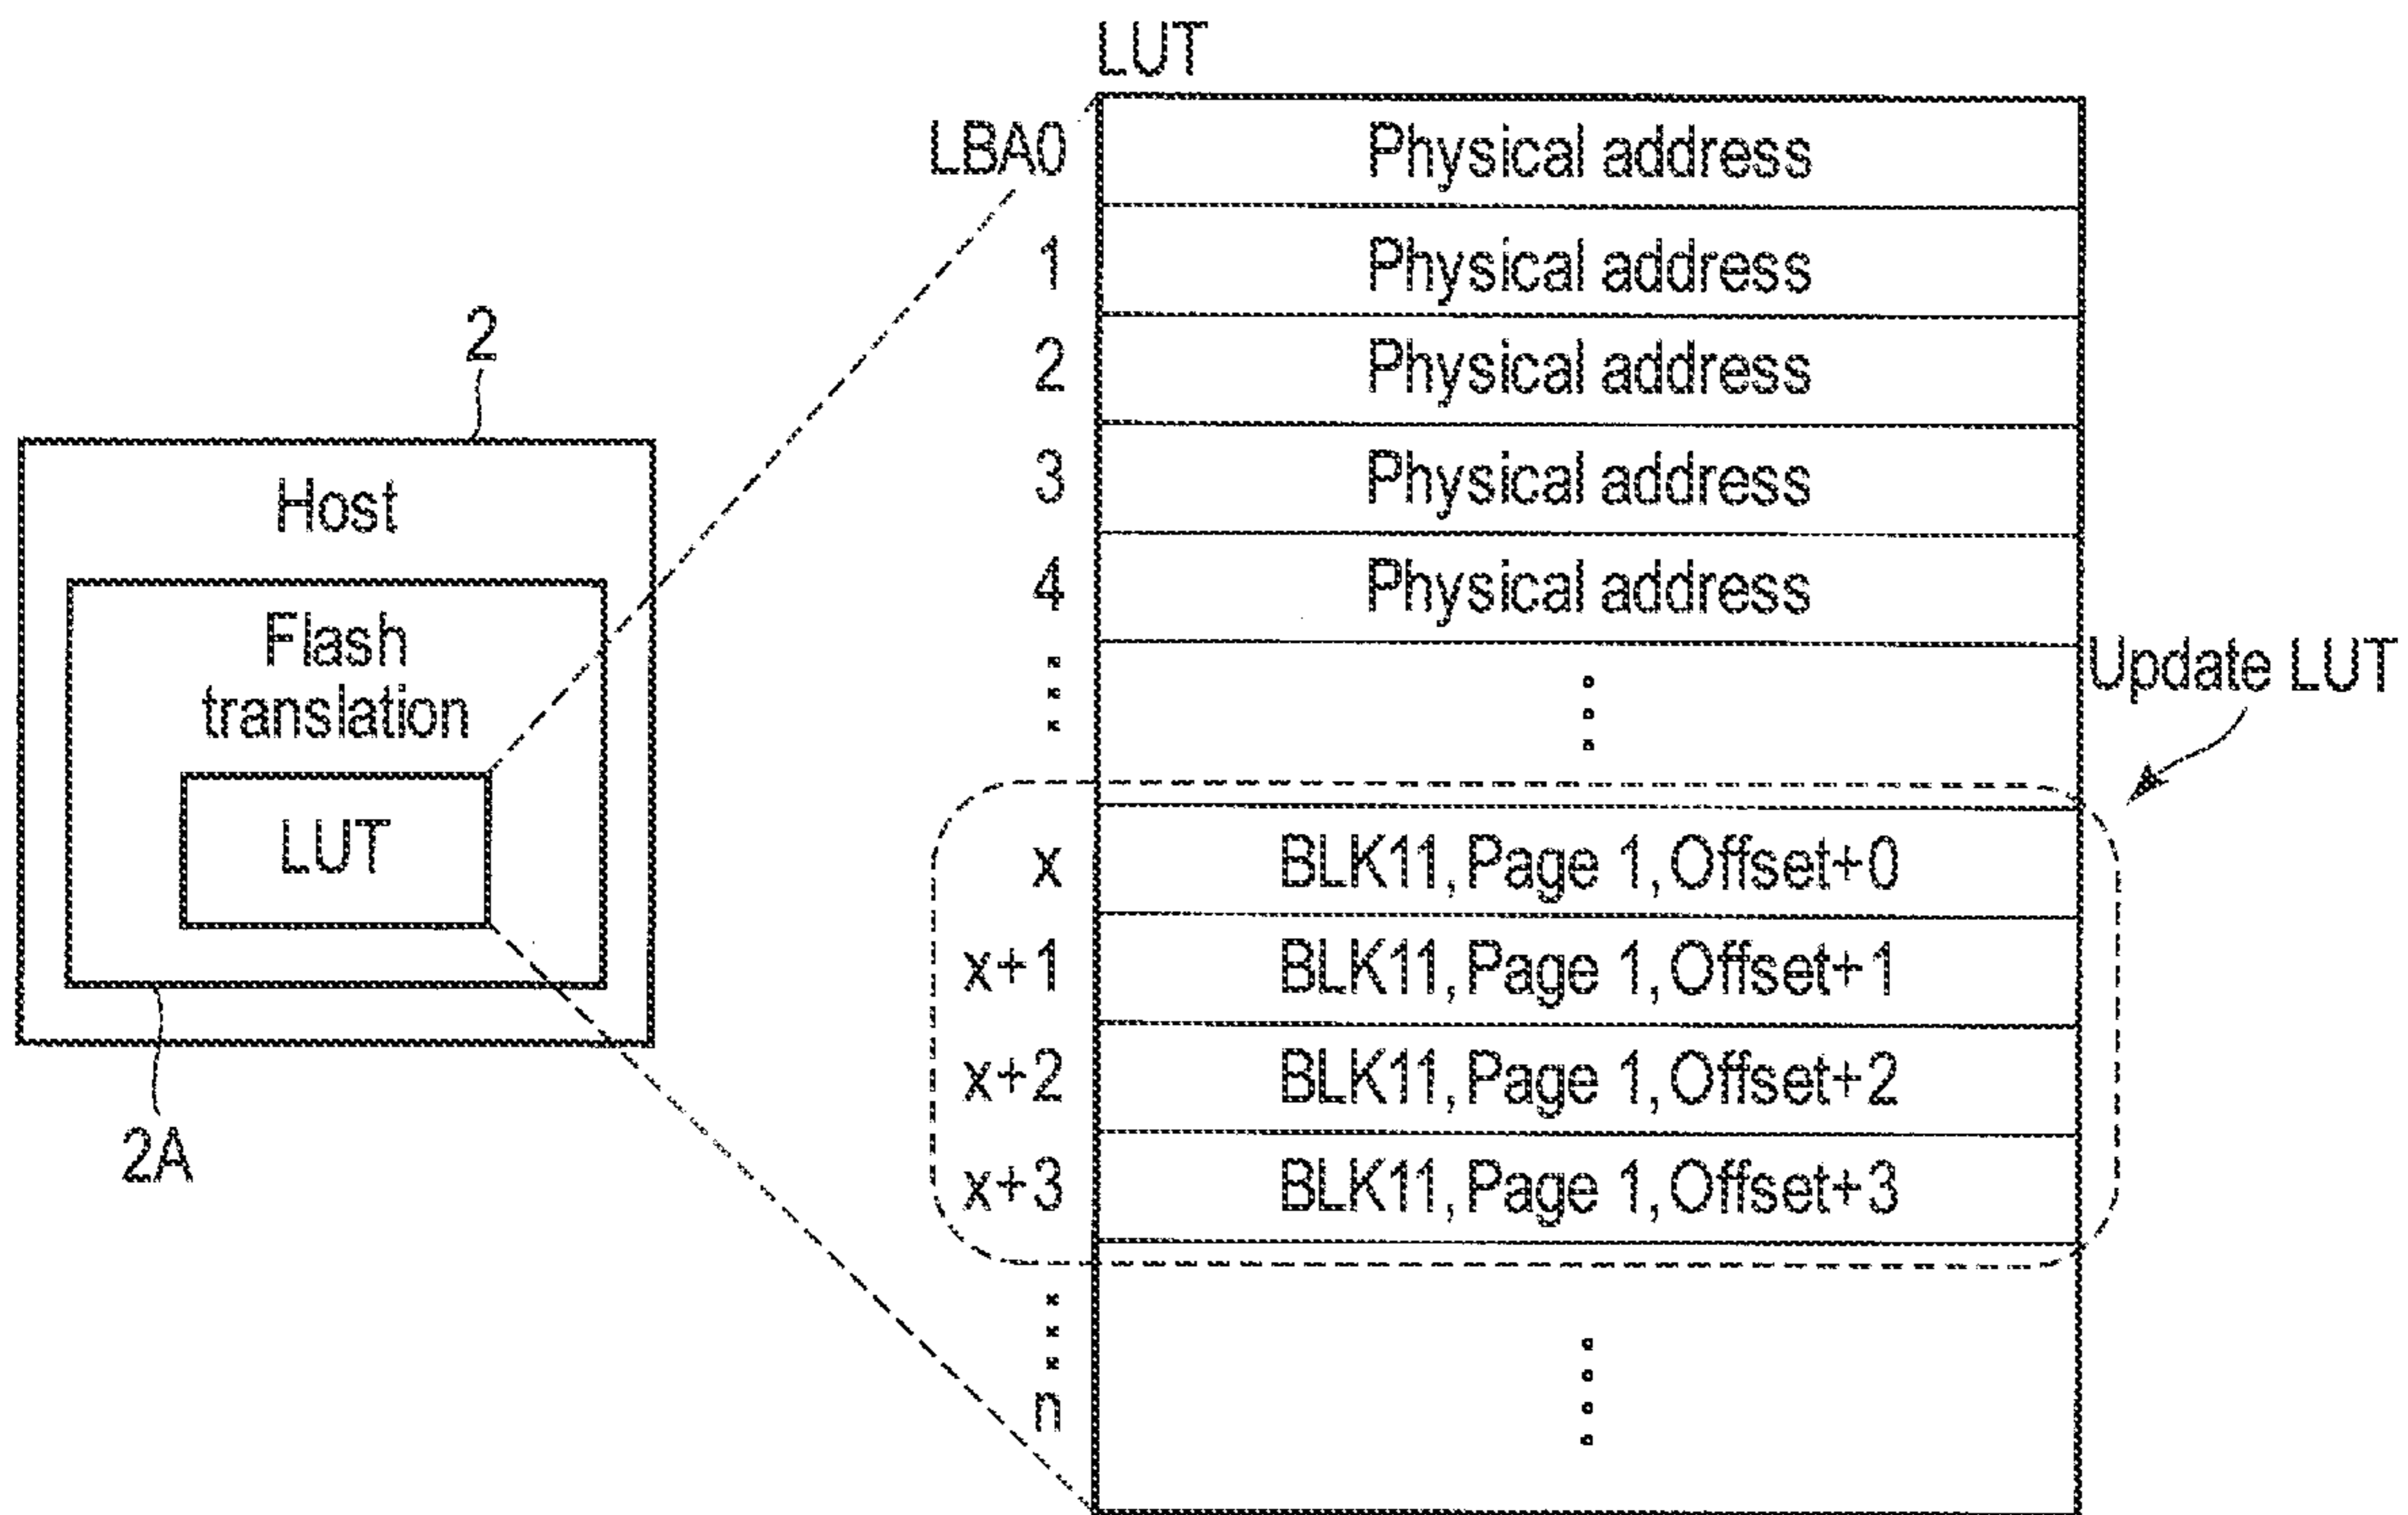 LUT
LBA0 Physical address
1 Physical address
2 Physical address
3 Physical address
4 Physical address
Update LUT
x BLK11, Page 1, Offset+0
x+1 BLK11, Page 1, Offset+1
x+2 BLK11, Page 1, Offset+2
x+3 BLK11, Page 1, Offset+3
n
2
Host
Flash
translation
LUT
2A